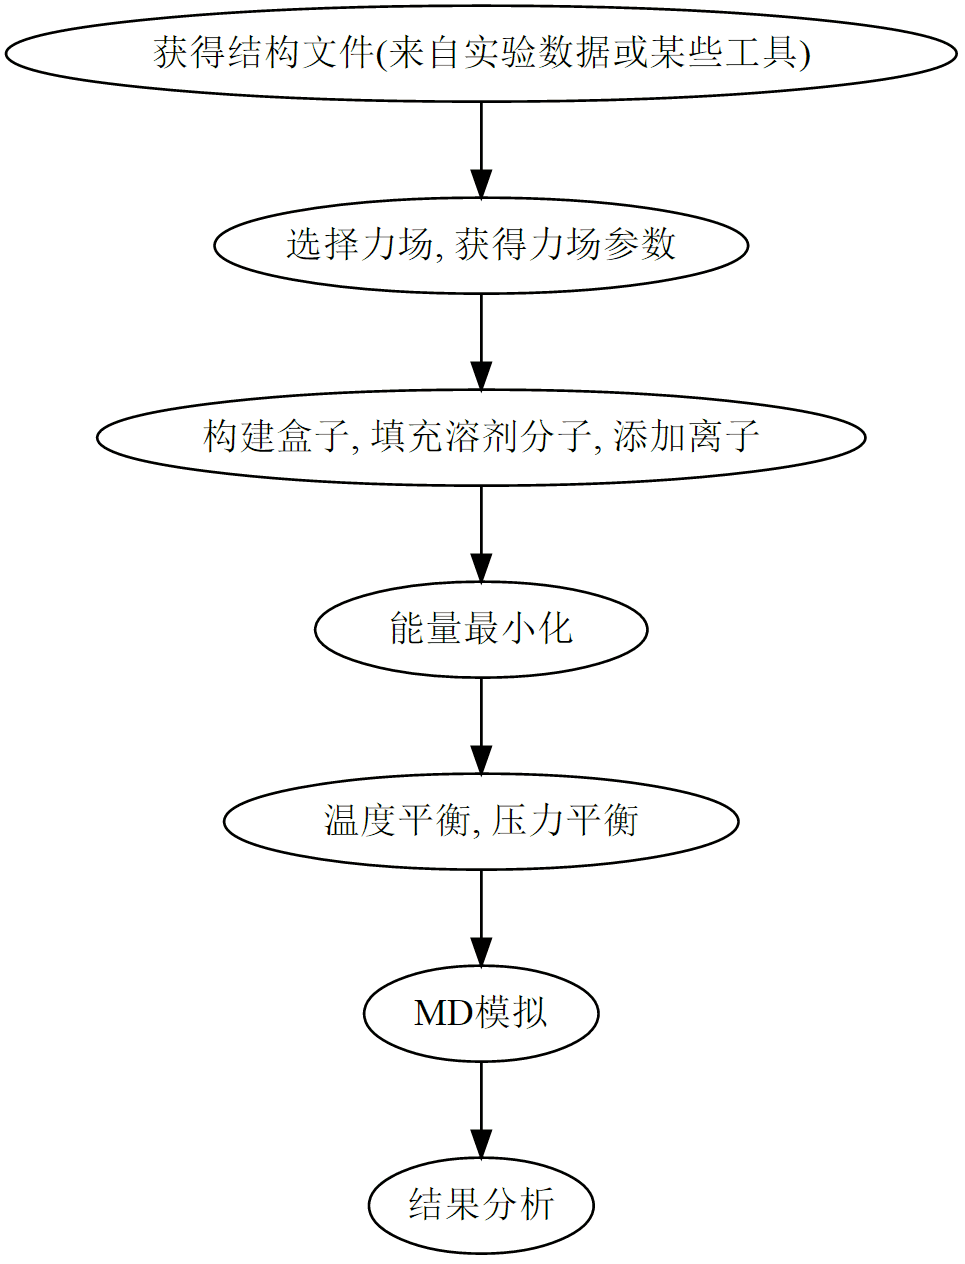 获得结构文件(来自实验数据或某些工具)
选择力场, 获得力场参数
构建盒子, 填充溶剂分子, 添加离子
能量最小化
温度平衡, 压力平衡
MD模拟
结果分析